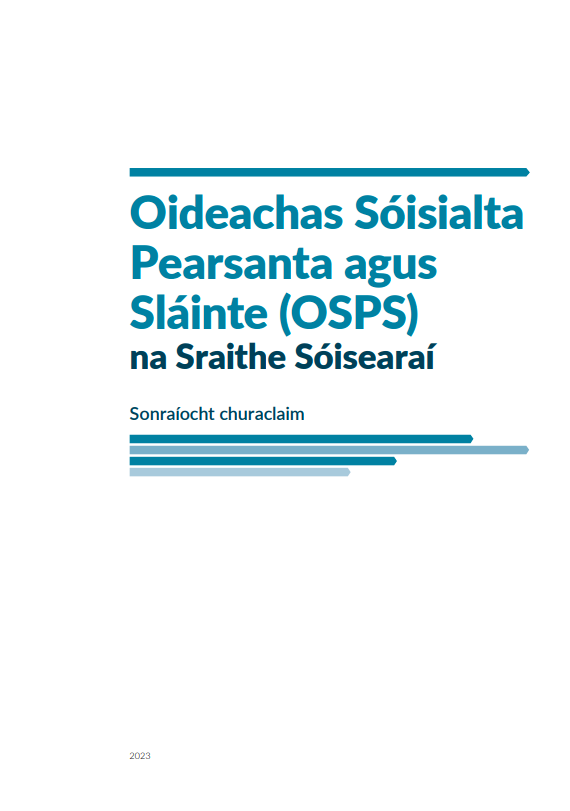 Oideachas Sóisialta
Pearsanta agus
Sláinte (OSPS)
na Sraithe Sóisearaí
Sonraíocht churaclaim
2023